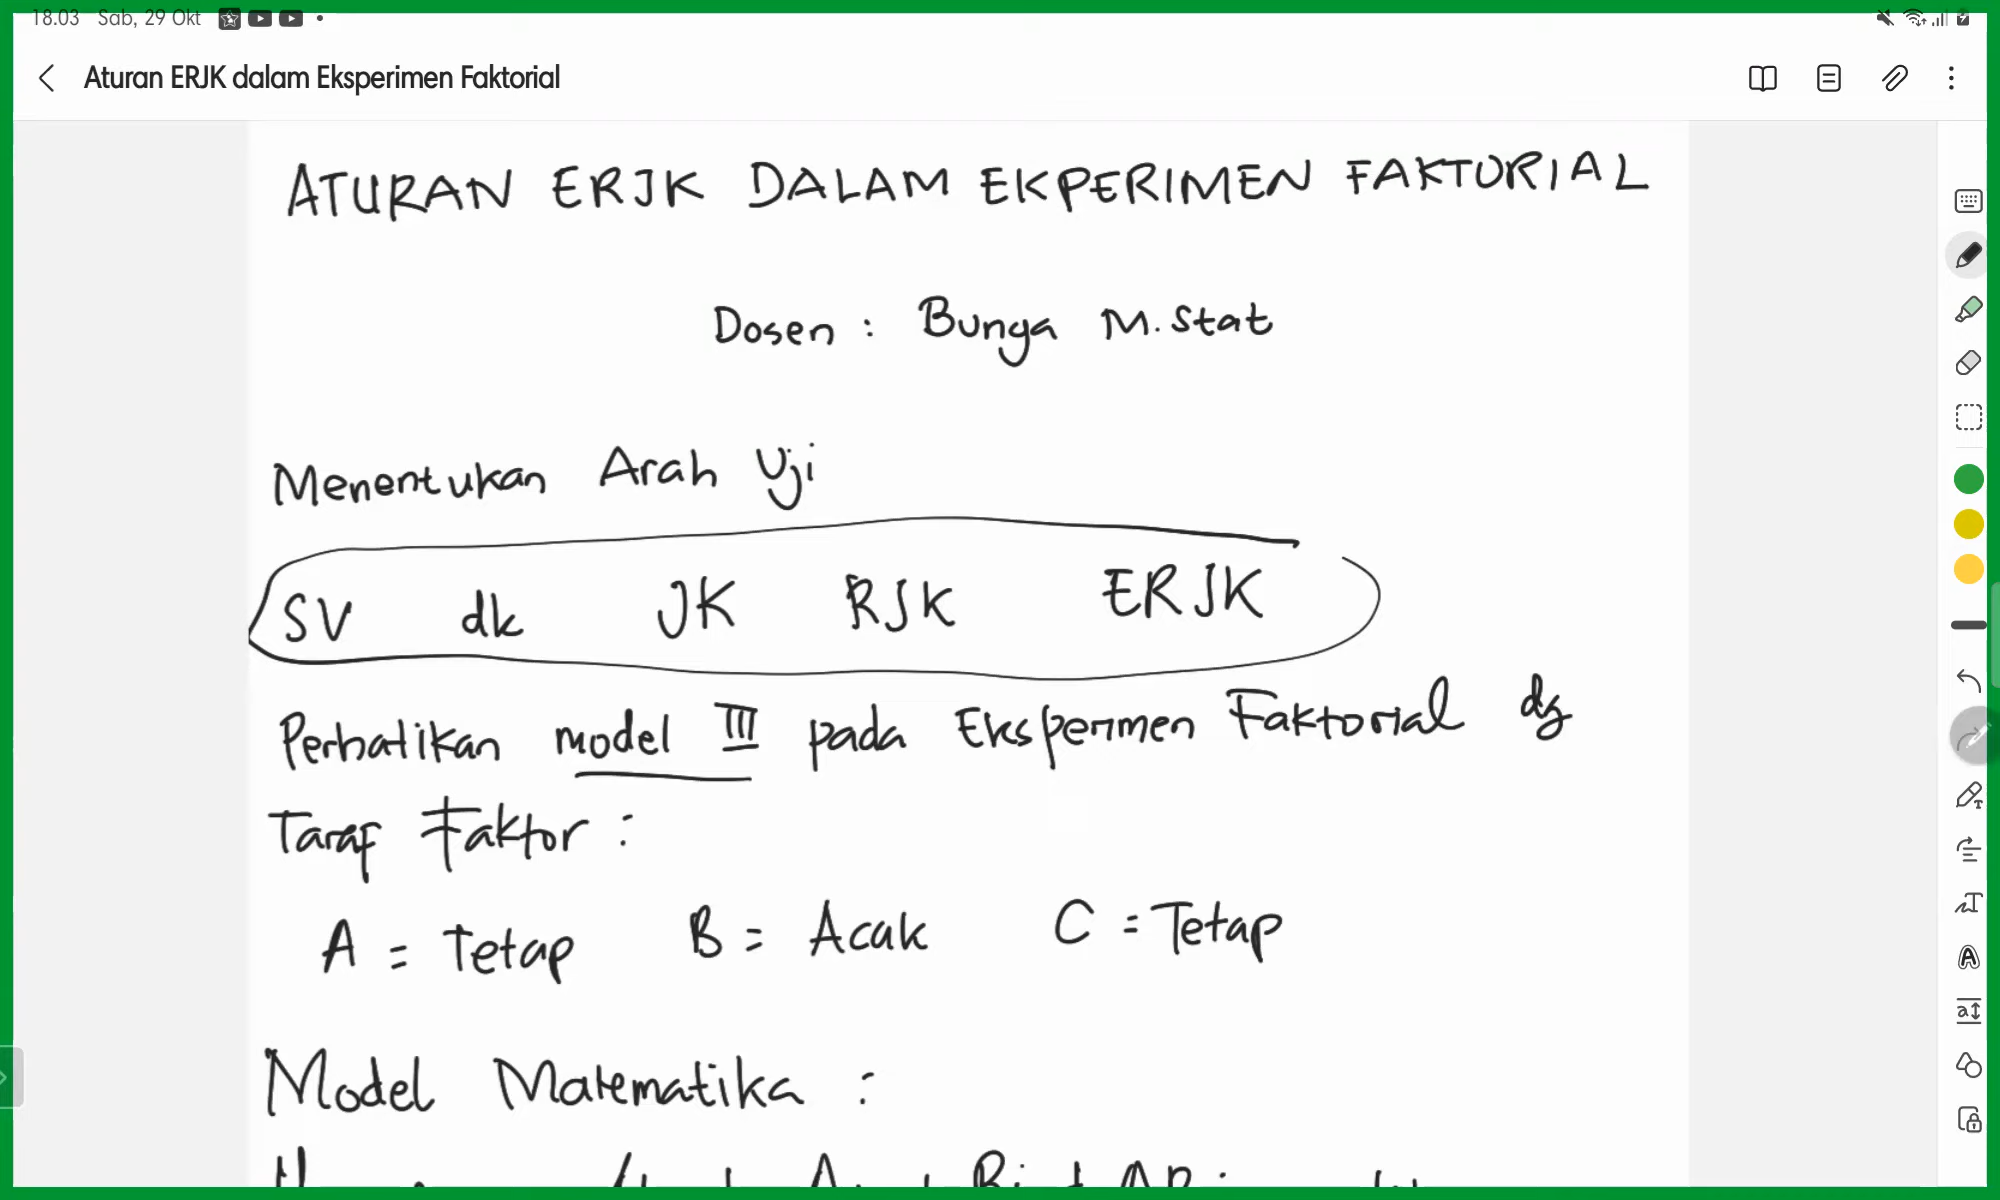 18.03 Sab, 29 Okt
Aturan ERJK dalam Eksperimen Faktorial
ATURAN ERJK DALAM EKPERIMEN FAKTORIAL
Dosen : Bunga M.Stat
Menentukan Arah Uji
SV dk JK RJK ERJK
Perhatikan model III pada Eksperimen Faktorial dg
Taraf Faktor :
A = Tetap B = Acak C = Tetap
Model Matematika :